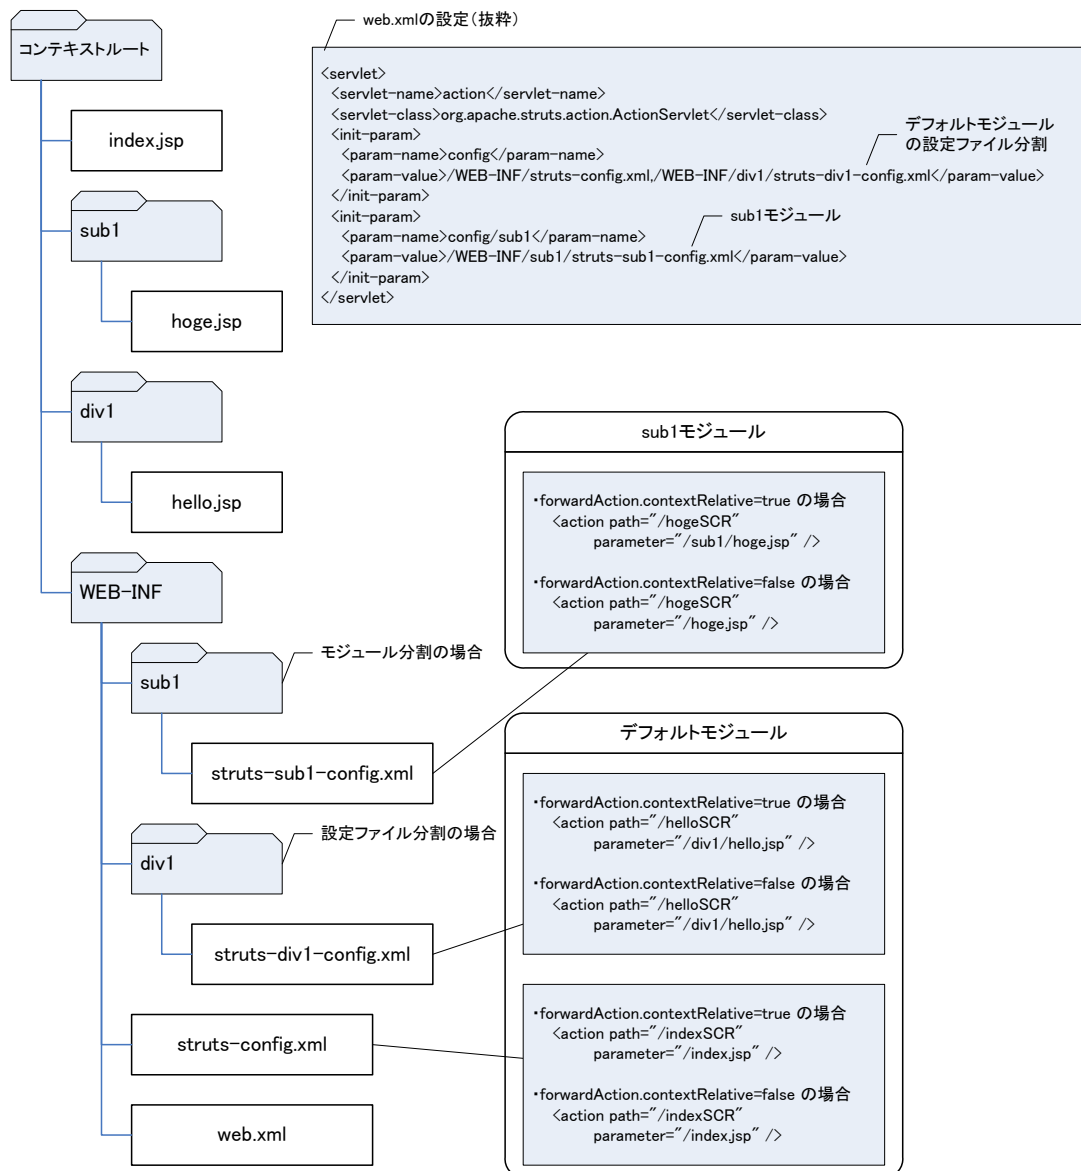 コンテキストルート
index.jsp
sub1
hoge.jsp
div1
hello.jsp
WEB-INF
sub1
モジュール分割の場合
struts-sub1-config.xml
div1
設定ファイル分割の場合
struts-div1-config.xml
struts-config.xml
web.xml
web.xmlの設定(抜粋)
<servlet>
<servlet-name>action</servlet-name>
<servlet-class>org.apache.struts.action.ActionServlet</servlet-class>
<init-param>
<param-name>config</param-name>
<param-value>/WEB-INF/struts-config.xml,/WEB-INF/div1/struts-div1-config.xml</param-value>
</init-param>
<init-param>
<param-name>config/sub1</param-name>
<param-value>/WEB-INF/sub1/struts-sub1-config.xml</param-value>
</init-param>
</servlet>
デフォルトモジュール
の設定ファイル分割
sub1モジュール
sub1モジュール
・forwardAction.contextRelative=true の場合
<action path="/hogeSCR"
parameter="/sub1/hoge.jsp" />
・forwardAction.contextRelative=false の場合
<action path="/hogeSCR"
parameter="/hoge.jsp" />
デフォルトモジュール
・forwardAction.contextRelative=true の場合
<action path="/helloSCR"
parameter="/div1/hello.jsp" />
・forwardAction.contextRelative=false の場合
<action path="/helloSCR"
parameter="/div1/hello.jsp" />
・forwardAction.contextRelative=true の場合
<action path="/indexSCR"
parameter="/index.jsp" />
・forwardAction.contextRelative=false の場合
<action path="/indexSCR"
parameter="/index.jsp" />